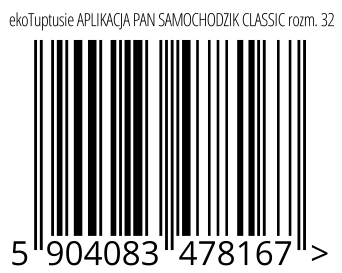 ekoTuptusie APLIKACJA PAN SAMOCHODZIK CLASSIC rozm. 32
5 904083 478167 >